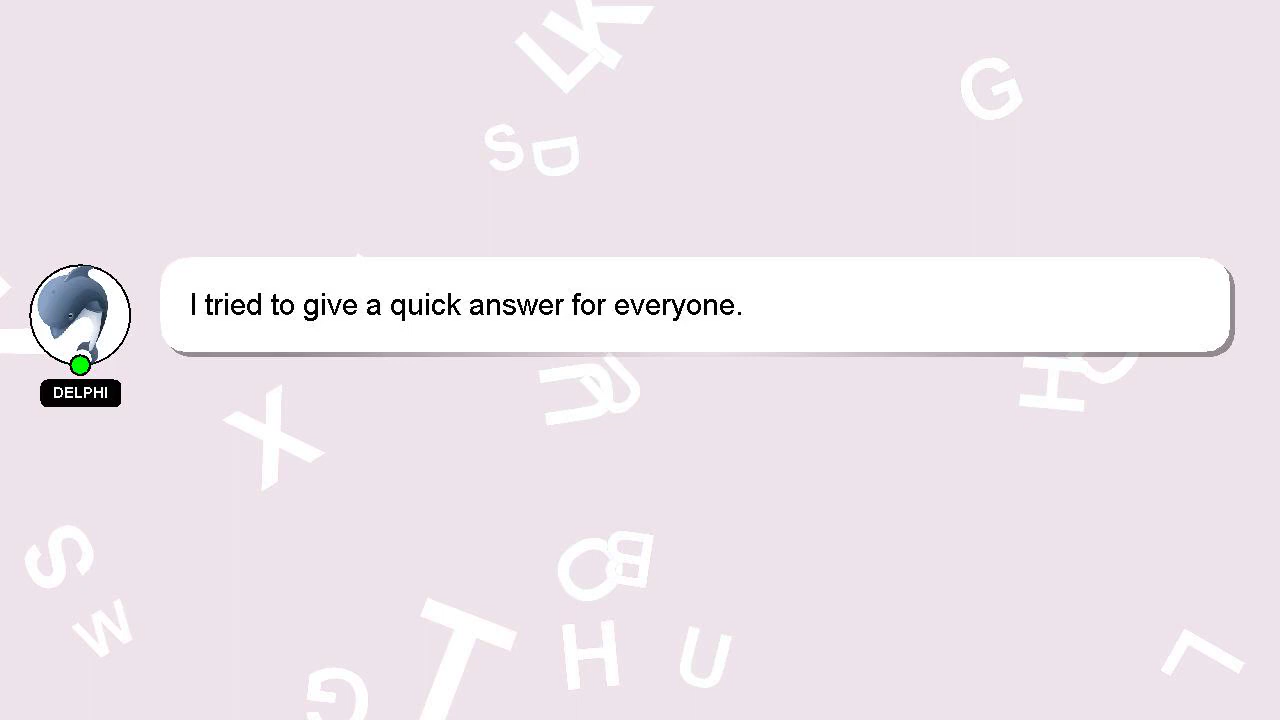 I tried to give a quick answer for everyone.
DELPHI
L
K
G
S
D
U
U
H
X
S
C
B
W
T
H
U
L
G